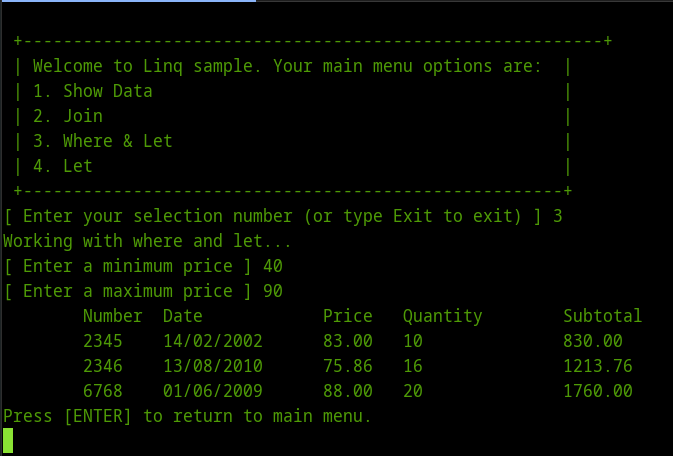 +----------------------------------------------------------+
| Welcome to Linq sample. Your main menu options are:  |
| 1. Show Data                                         |
| 2. Join                                              |
| 3. Where & Let                                       |
| 4. Let                                               |
+------------------------------------------------------+
[ Enter your selection number (or type Exit to exit) ] 3
Working with where and let...
[ Enter a minimum price ] 40
[ Enter a maximum price ] 90
        Number  Date            Price   Quantity        Subtotal
        2345    14/02/2002      83.00   10              830.00
        2346    13/08/2010      75.86   16              1213.76
        6768    01/06/2009      88.00   20              1760.00
Press [ENTER] to return to main menu.